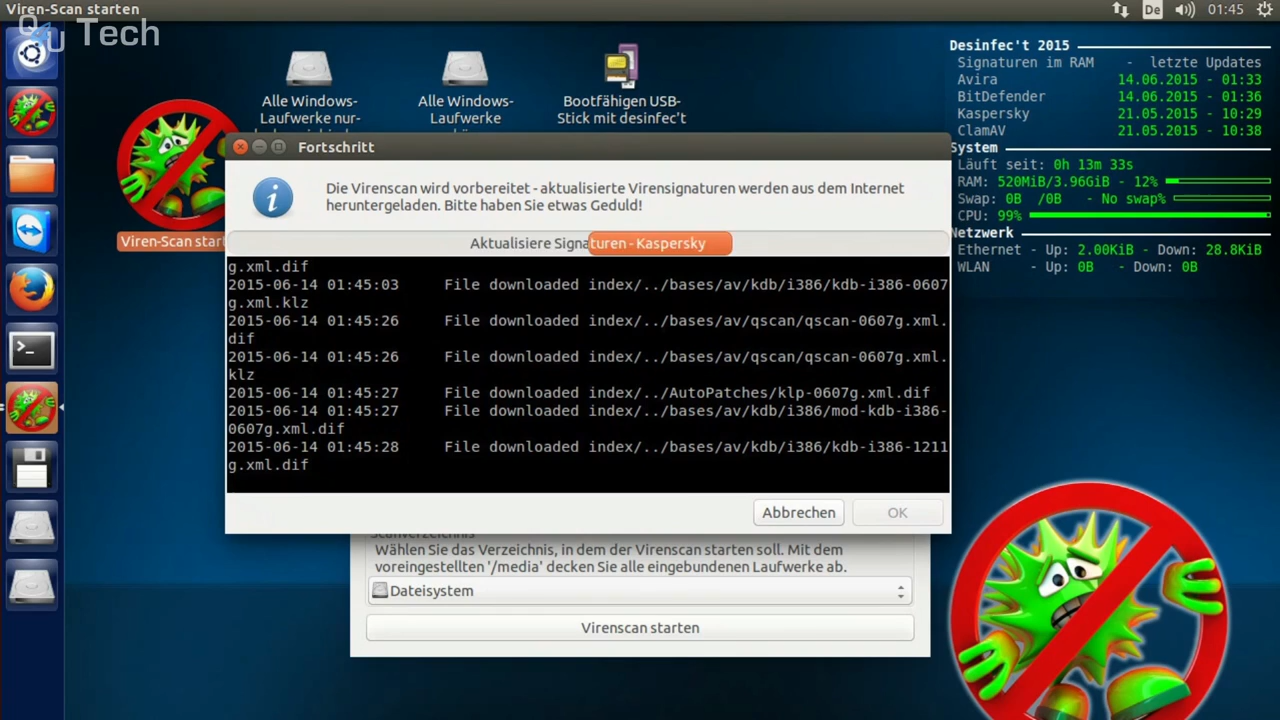 Viren-Scan starten
De
01:45
Q4U Tech
Alle Windows-
Laufwerke nur-
Alle Windows-
Laufwerke
Bootfähigen USB-
Stick mit desinfec't
Viren-Scan start
Desinfec't 2015
Signaturen im RAM - letzte Updates
Avira 14.06.2015 - 01:33
BitDefender 14.06.2015 - 01:36
Kaspersky 21.05.2015 - 10:29
ClamAV 21.05.2015 - 10:38
System
Läuft seit: 0h 13m 33s
RAM: 520MiB/3.96GiB - 12%
Swap: 0B /0B - No swap%
CPU: 99%
Netzwerk
Ethernet - Up: 2.00KiB - Down: 28.8KiB
WLAN - Up: 0B - Down: 0B
Fortschritt
Die Virenscan wird vorbereitet - aktualisierte Virensignaturen werden aus dem Internet
heruntergeladen. Bitte haben Sie etwas Geduld!
Aktualisiere Signaturen - Kaspersky
g.xml.dif
2015-06-14 01:45:03 File downloaded index/../bases/av/kdb/i386/kdb-i386-0607
g.xml.klz
2015-06-14 01:45:26 File downloaded index/../bases/av/qscan/qscan-0607g.xml.
dif
2015-06-14 01:45:26 File downloaded index/../bases/av/qscan/qscan-0607g.xml.
klz
2015-06-14 01:45:27 File downloaded index/../AutoPatches/klp-0607g.xml.dif
2015-06-14 01:45:27 File downloaded index/../bases/av/kdb/i386/mod-kdb-i386-
0607g.xml.dif
2015-06-14 01:45:28 File downloaded index/../bases/av/kdb/i386/kdb-i386-1211
g.xml.dif
Abbrechen
OK
Scanverzeichnis
Wählen Sie das Verzeichnis, in dem der Virenscan starten soll. Mit dem
voreingestellten '/media' decken Sie alle eingebundenen Laufwerke ab.
Dateisystem
Virenscan starten